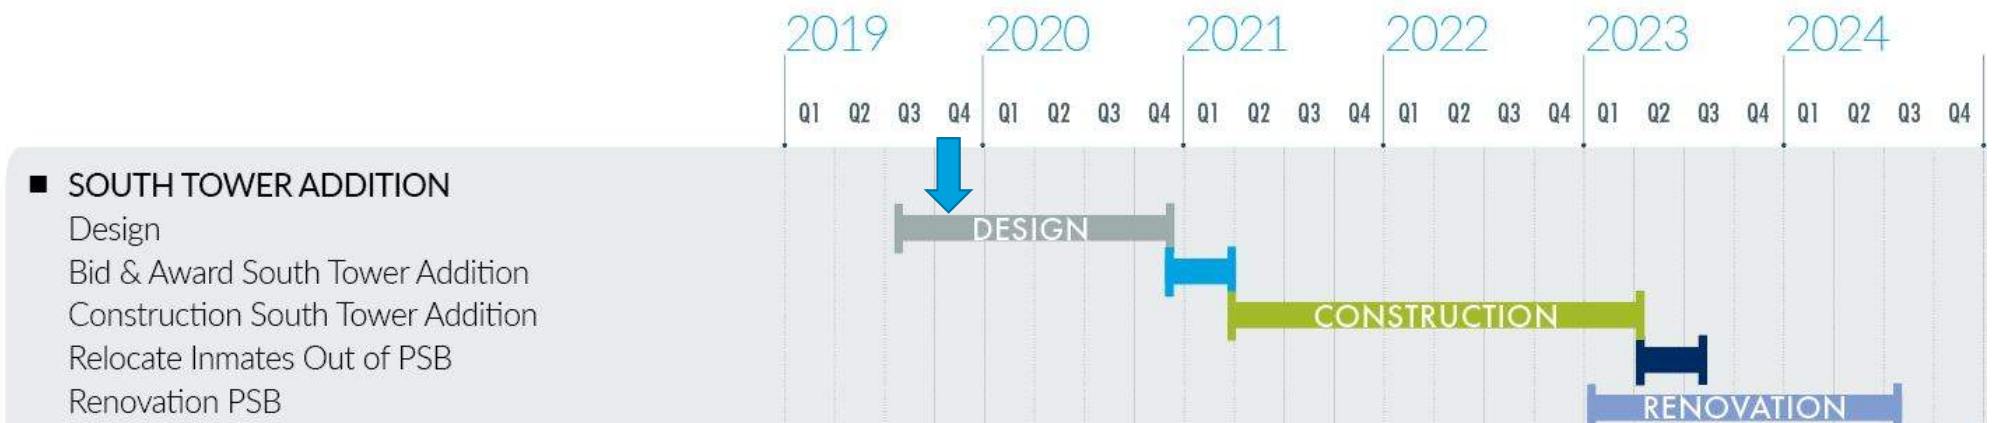 2019 2020 2021 2022 2023 2024
Q1 Q2 Q3 Q4 Q1 Q2 Q3 Q4 Q1 Q2 Q3 Q4 Q1 Q2 Q3 Q4 Q1 Q2 Q3 Q4 Q1 Q2 Q3 Q4
SOUTH TOWER ADDITION
Design DESIGN
Bid & Award South Tower Addition
Construction South Tower Addition CONSTRUCTION
Relocate Inmates Out of PSB
Renovation PSB RENOVATION